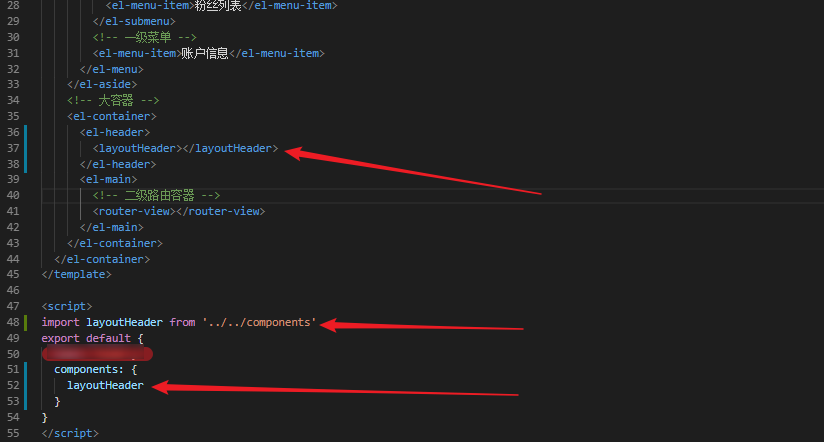 28 <el-menu-item>粉丝列表</el-menu-item>
29 </el-submenu>
30 <!-- 一级菜单 -->
31 <el-menu-item>账户信息</el-menu-item>
32 </el-menu>
33 </el-aside>
34 <!-- 大容器 -->
35 <el-container>
36 <el-header>
37 <layoutHeader></layoutHeader>
38 </el-header>
39 <el-main>
40 <!-- 二级路由容器 -->
41 <router-view></router-view>
42 </el-main>
43 </el-container>
44 </el-container>
45 </template>
46
47 <script>
48 import layoutHeader from '../../components'
49 export default {
50
51 components: {
52 layoutHeader
53 }
54 }
55 </script>